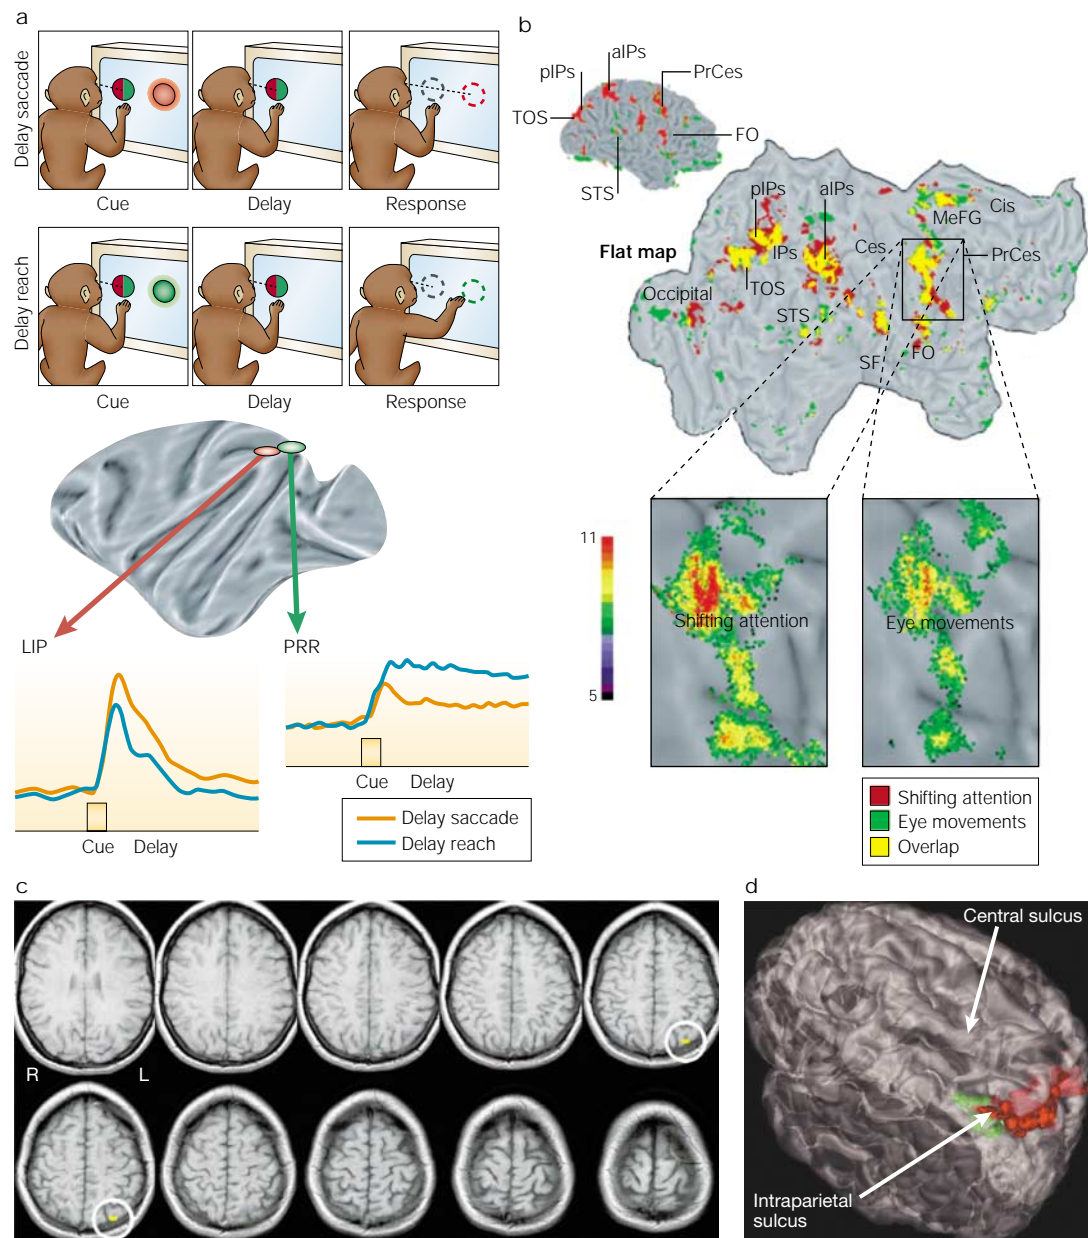 a
Delay saccade
Cue
Delay
Response
Delay reach
Cue
Delay
Response
LIP
PRR
Cue
Delay
Cue
Delay
Delay saccade
Delay reach
b
aIPs
pIPs
PrCes
TOS
FO
STS
Flat map
pIPs
aIPs
Cis
MeFG
IPs
Ces
PrCes
TOS
Occipital
STS
SF
FO
11
5
Shifting attention
Eye movements
Shifting attention
Eye movements
Overlap
c
R
L
d
Central sulcus
Intraparietal
sulcus